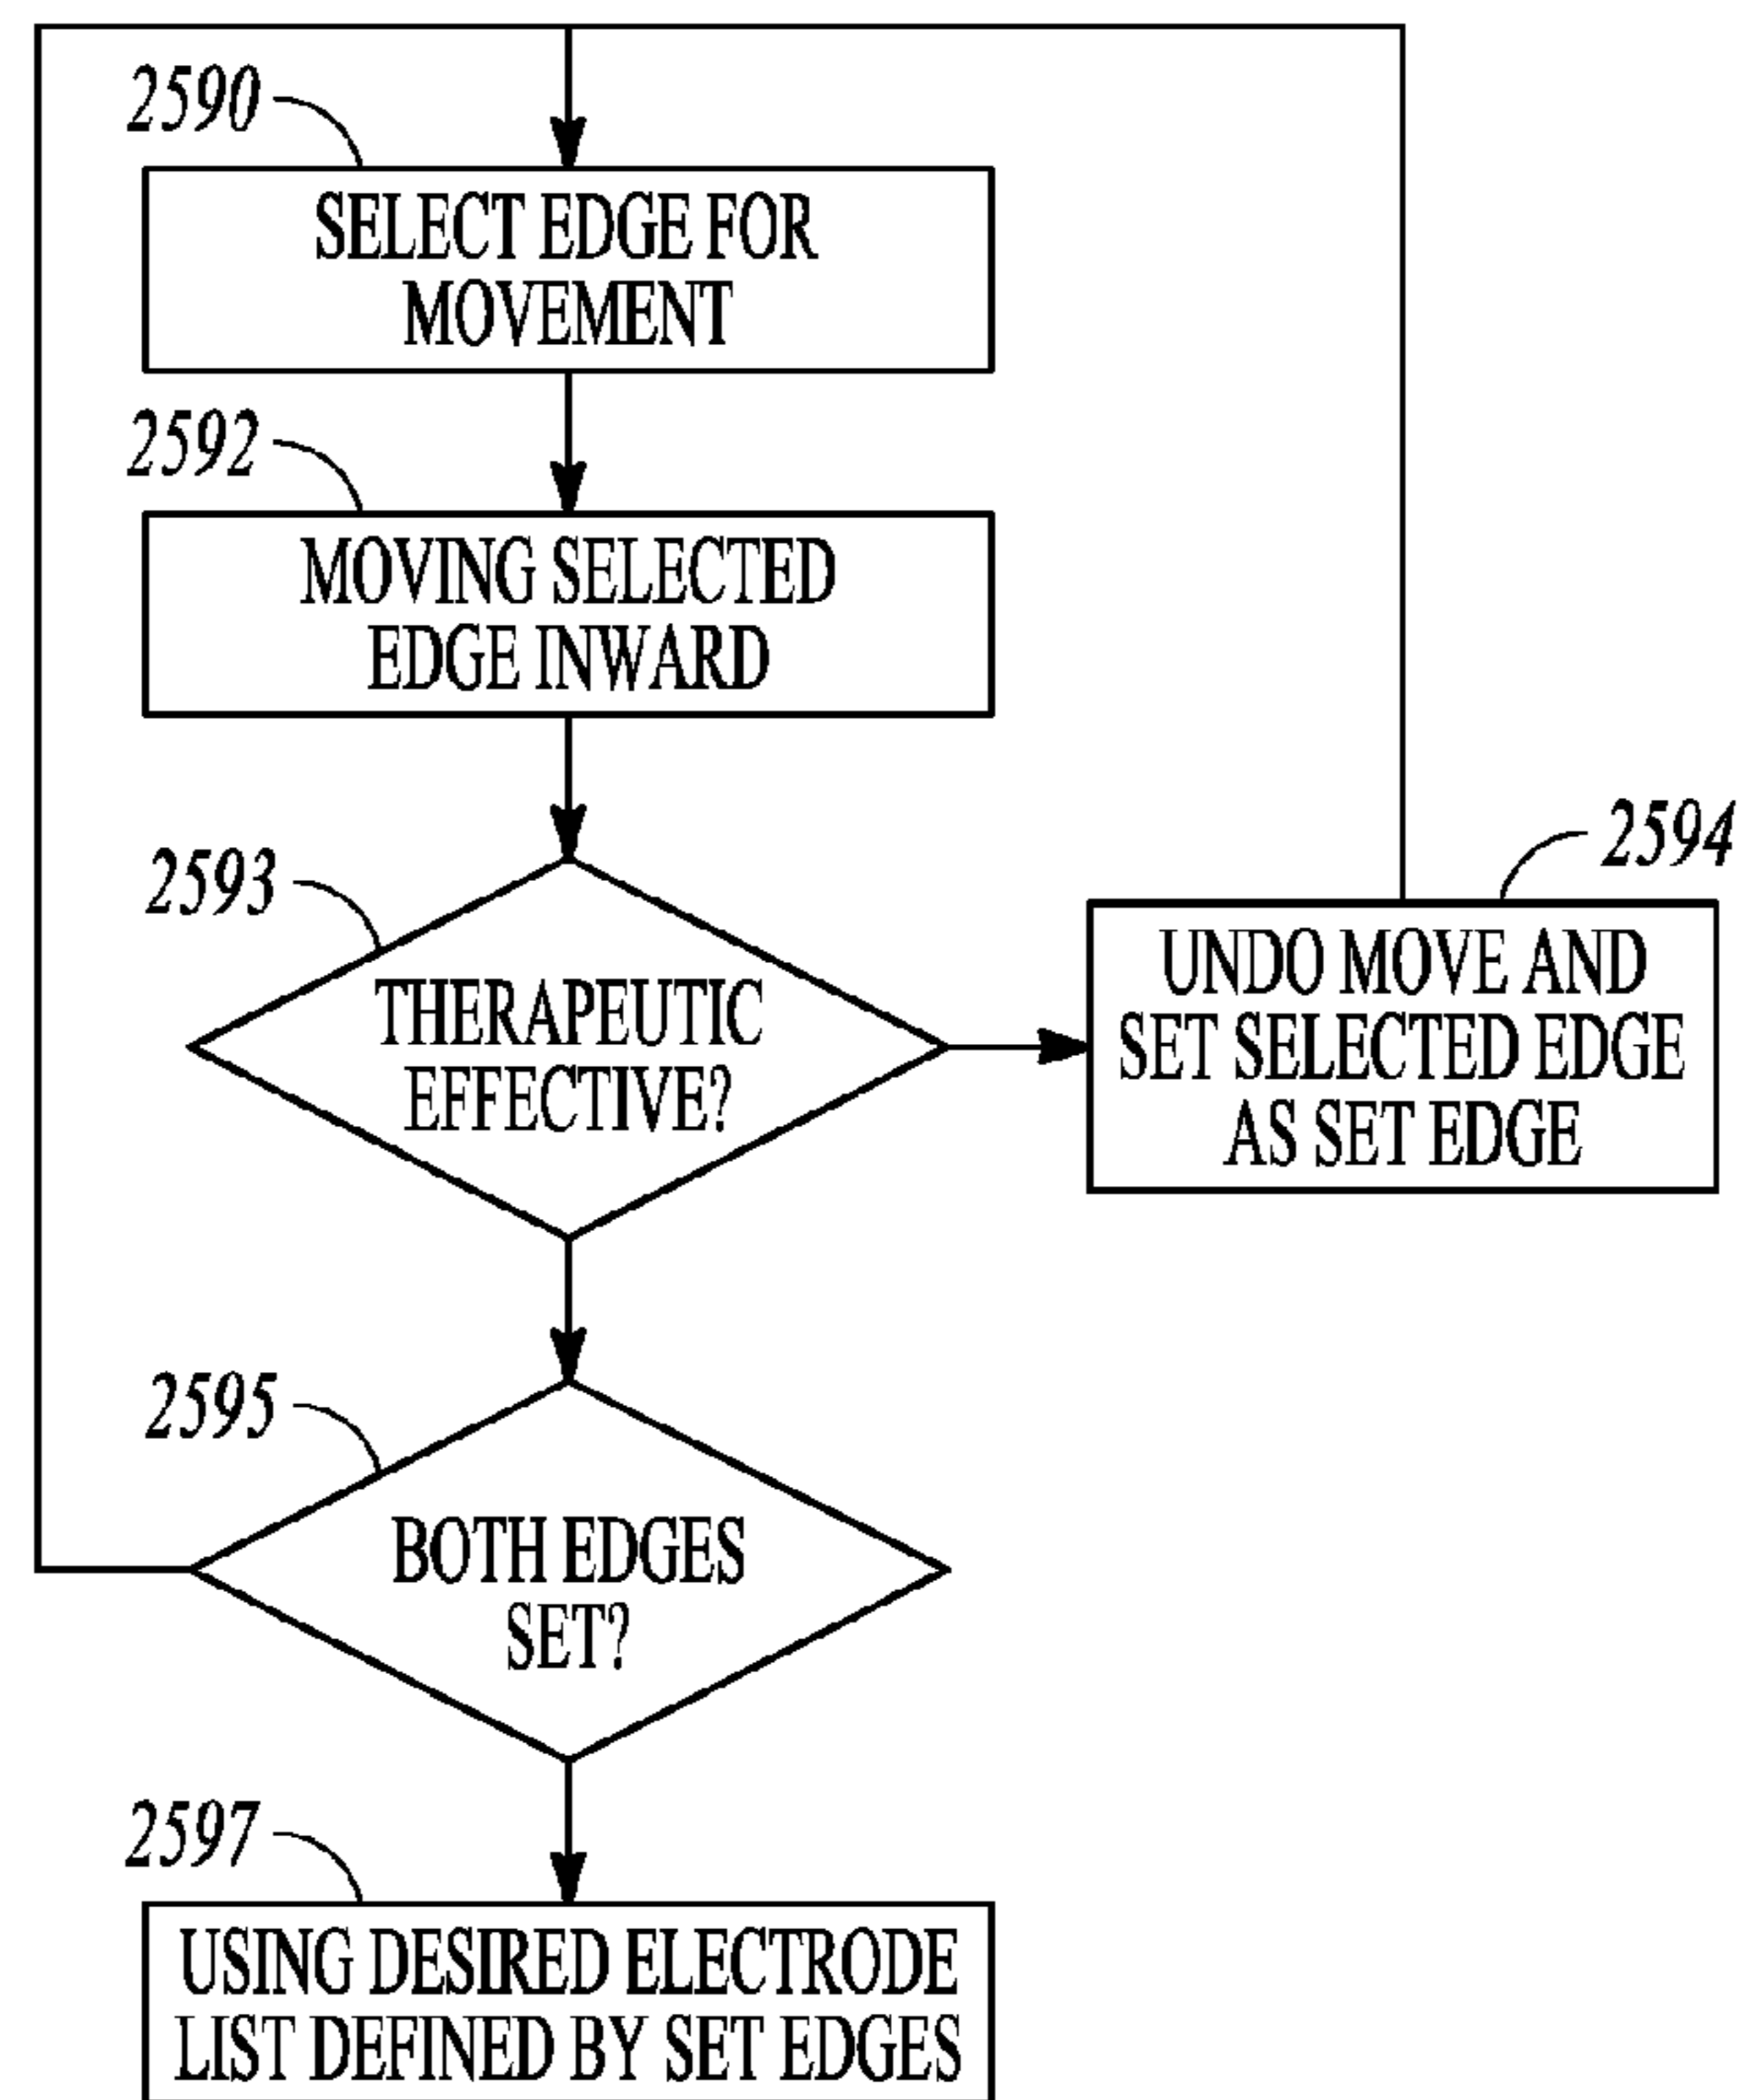 2590
SELECT EDGE FOR
MOVEMENT
2592
MOVING SELECTED
EDGE INWARD
2593
THERAPEUTIC
EFFECTIVE?
2594
UNDO MOVE AND
SET SELECTED EDGE
AS SET EDGE
2595
BOTH EDGES
SET?
2597
USING DESIRED ELECTRODE
LIST DEFINED BY SET EDGES